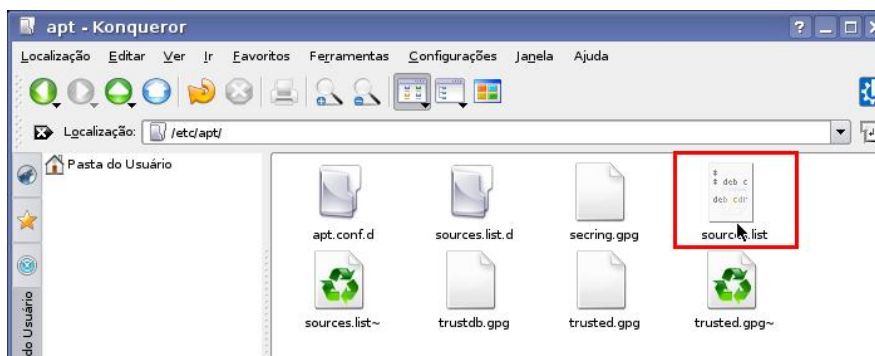 apt - Konqueror
Localização Editar Ver Ir Favoritos Ferramentas Configurações Janela Ajuda
Localização: /etc/apt/
Pasta do Usuário
#
# deb c
deb cdr
apt.conf.d sources.list.d secring.gpg sources.list
sources.list~ trustdb.gpg trusted.gpg trusted.gpg~
do Usuário